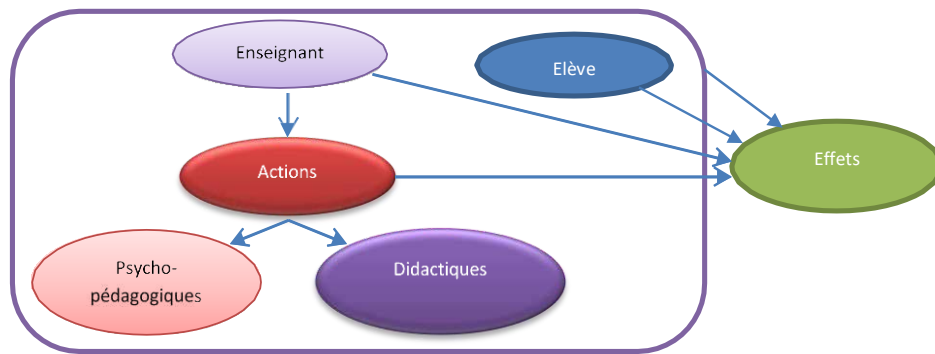 Enseignant
Elève
Effets
Actions
Psycho-
pédagogiques
Didactiques